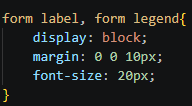 form label, form legend{
    display: block;
    margin: 0 0 10px;
    font-size: 20px;
}